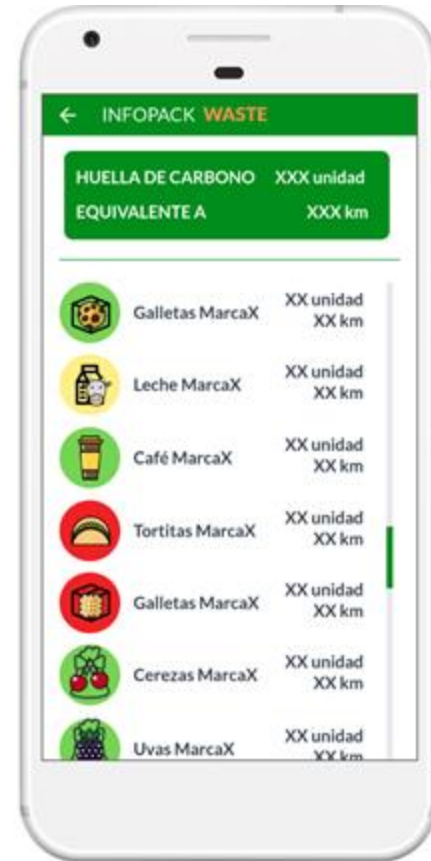 INFOPACK WASTE
HUELLA DE CARBONO XXX unidad
EQUIVALENTE A XXX km
Galletas MarcaX XX unidad
XX km
Leche MarcaX XX unidad
XX km
Café MarcaX XX unidad
XX km
Tortitas MarcaX XX unidad
XX km
Galletas MarcaX XX unidad
XX km
Cerezas MarcaX XX unidad
XX km
Uvas MarcaX XX unidad
XX km